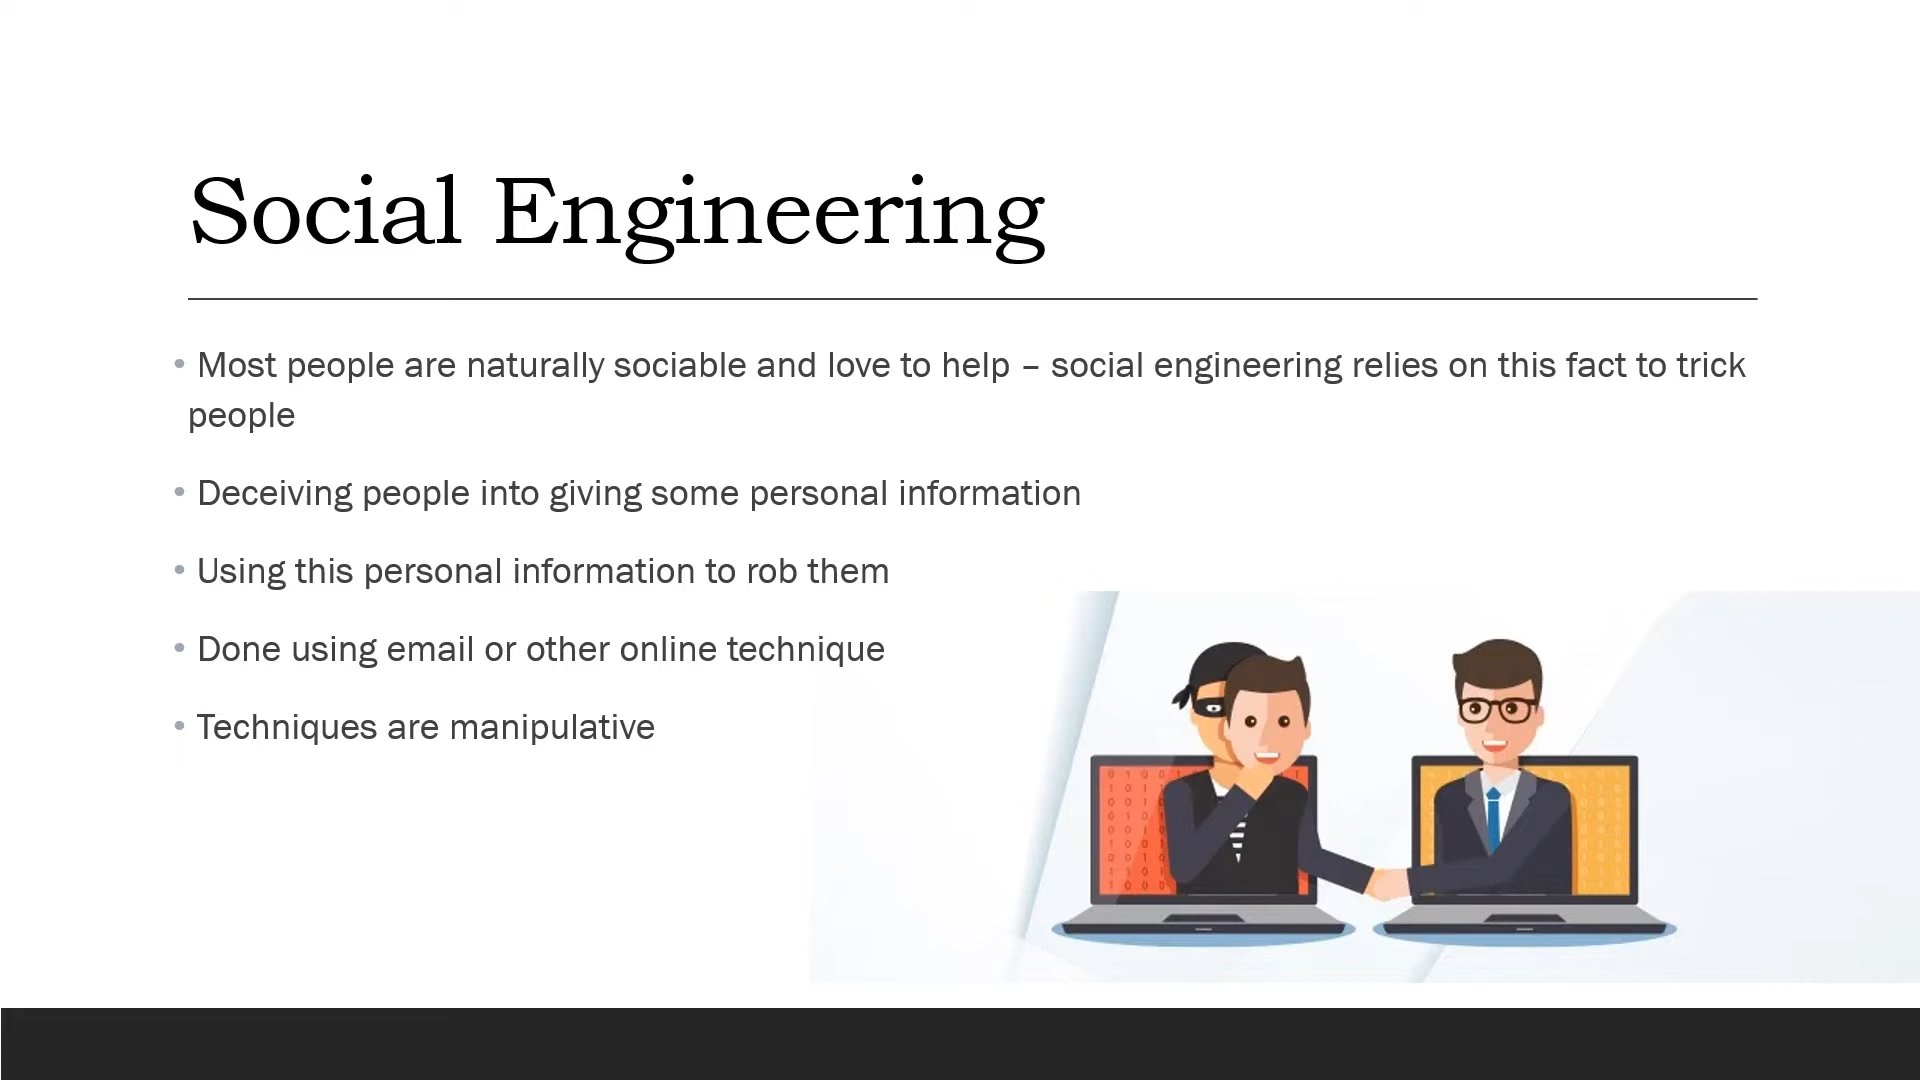 Social Engineering
• Most people are naturally sociable and love to help – social engineering relies on this fact to trick
people
• Deceiving people into giving some personal information
• Using this personal information to rob them
• Done using email or other online technique
• Techniques are manipulative